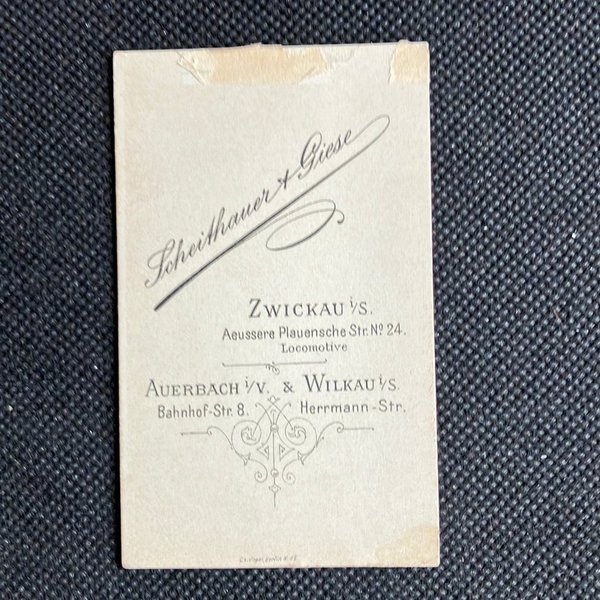 Scheithauer & Giese
ZWICKAU i/S.
Aeussere Plauensche Str. No 24.
Locomotive
AUERBACH i/V. & WILKAU i/S.
Bahnhof-Str. 8. Herrmann-Str.